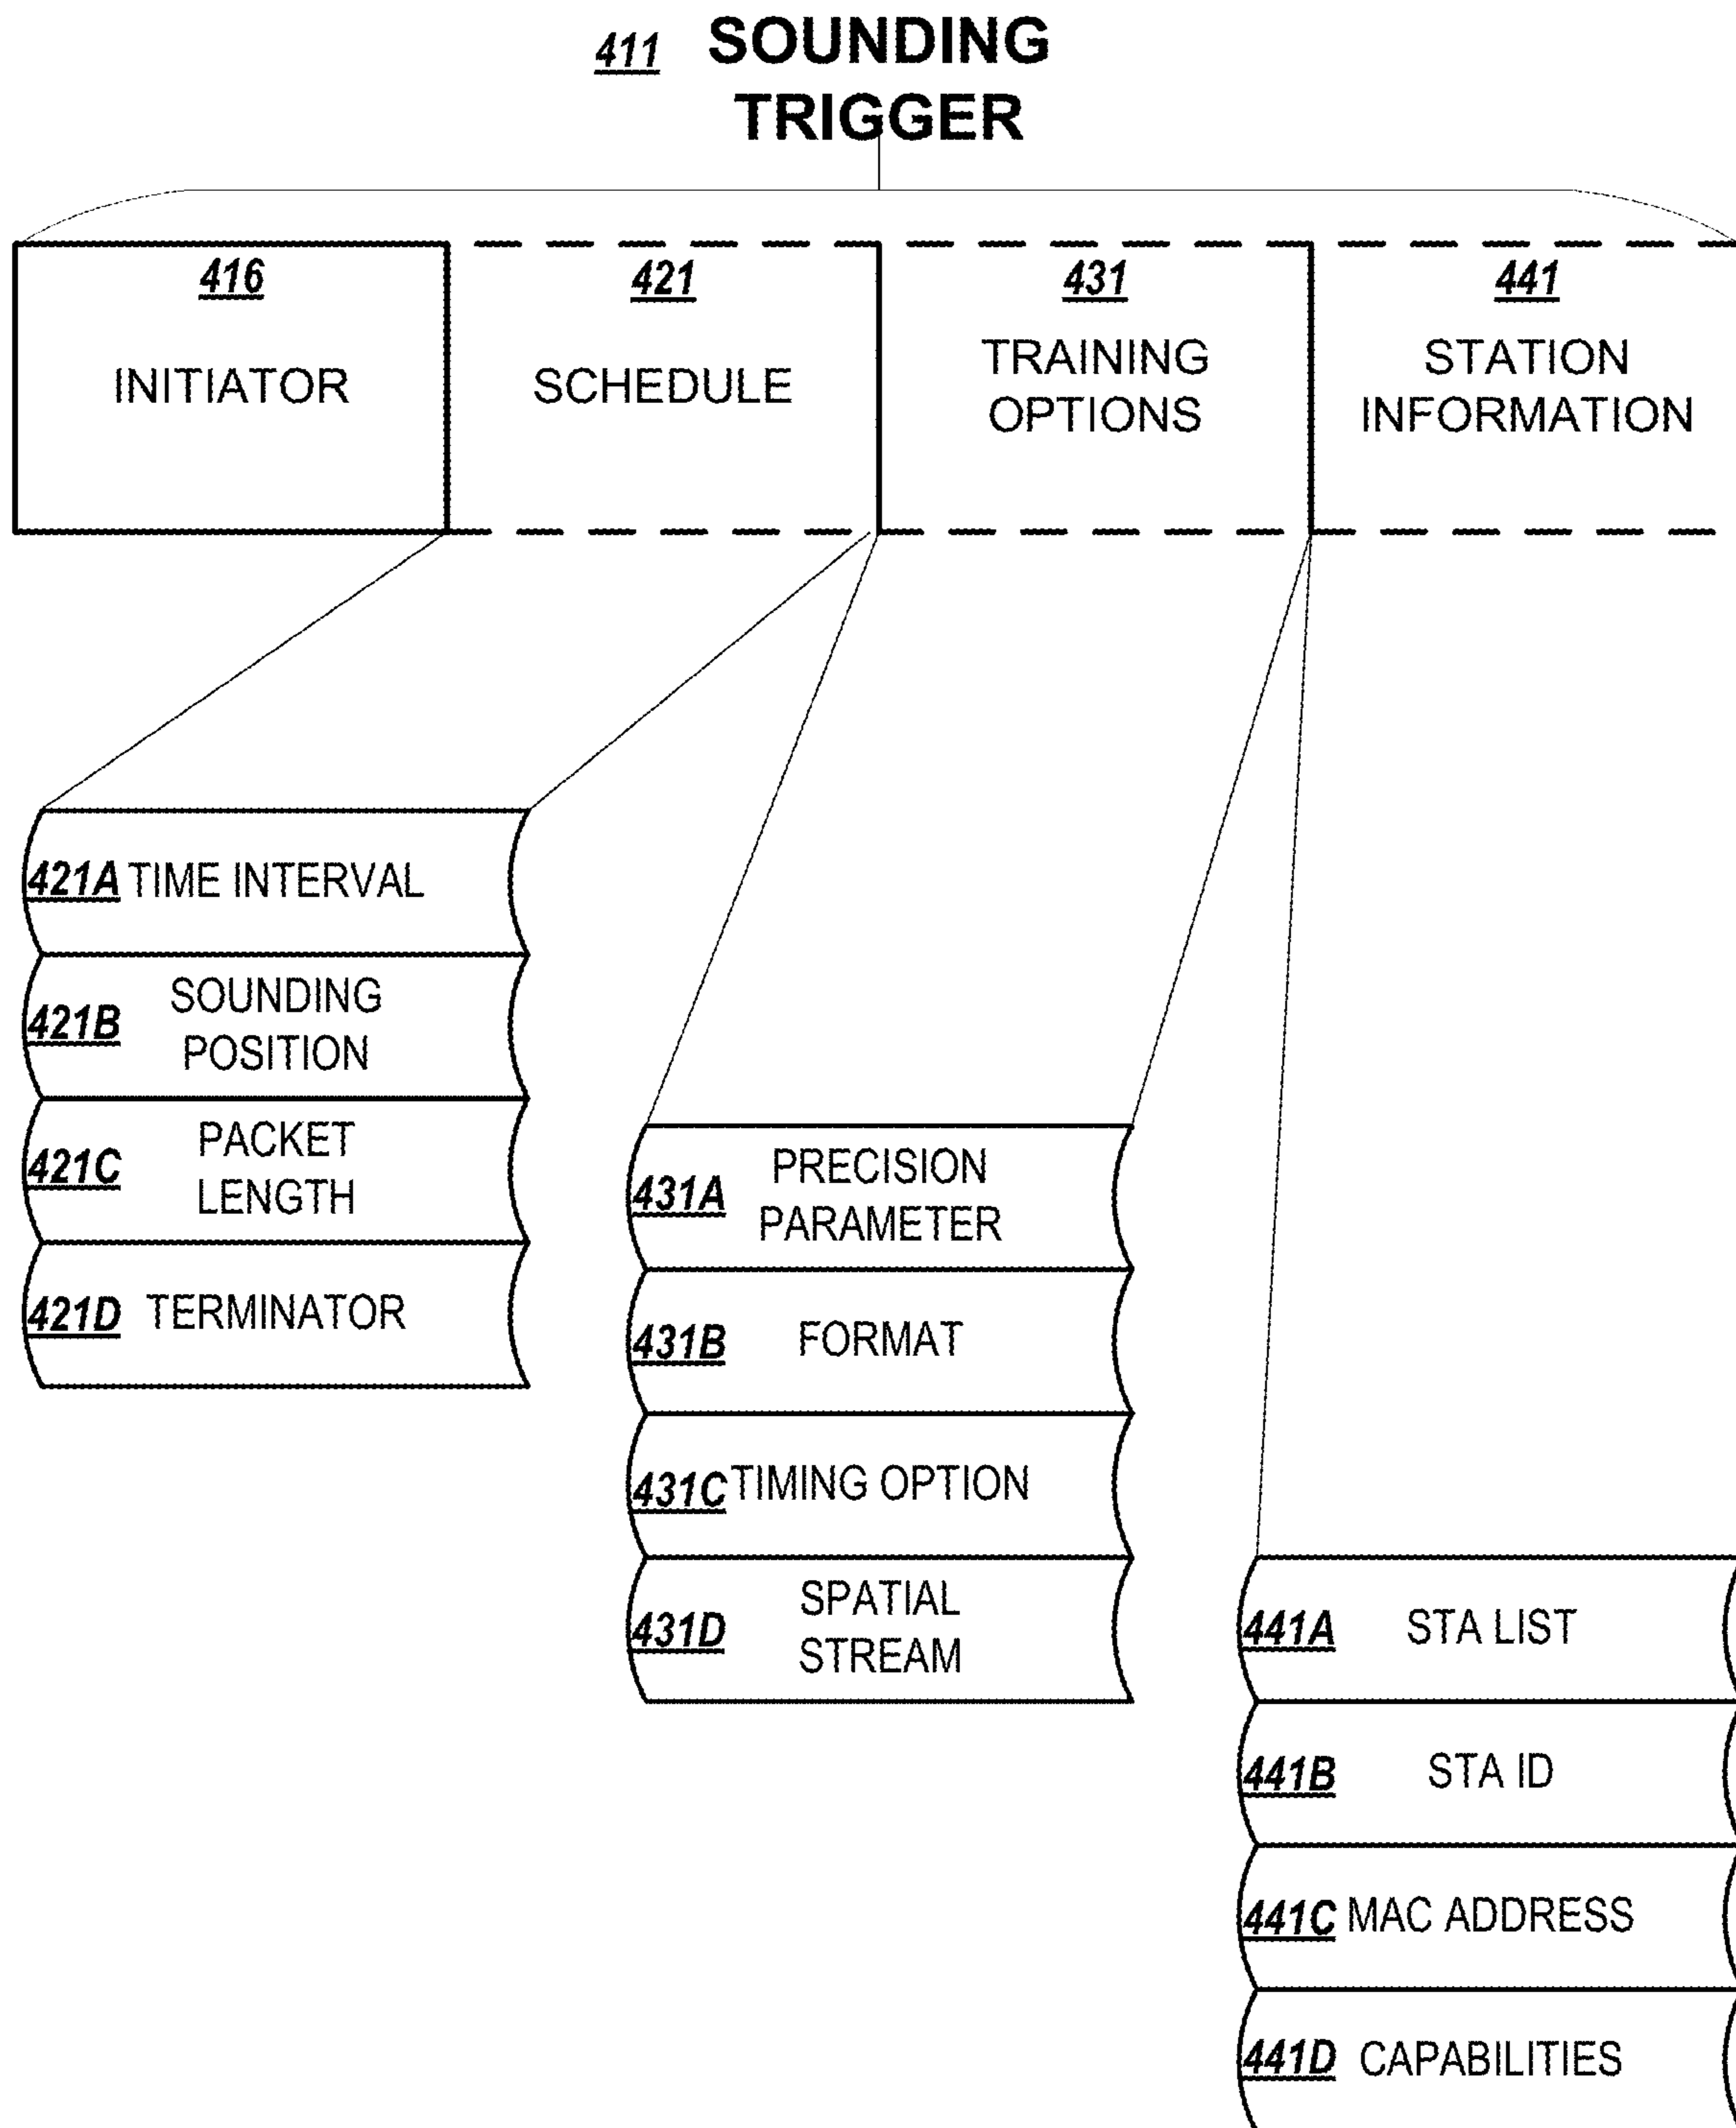 411 SOUNDING
TRIGGER
416
INITIATOR
421
SCHEDULE
431
TRAINING
OPTIONS
441
STATION
INFORMATION
421A TIME INTERVAL
421B SOUNDING
POSITION
421C PACKET
LENGTH
421D TERMINATOR
431A PRECISION
PARAMETER
431B FORMAT
431C TIMING OPTION
431D SPATIAL
STREAM
441A STA LIST
441B STA ID
441C MAC ADDRESS
441D CAPABILITIES